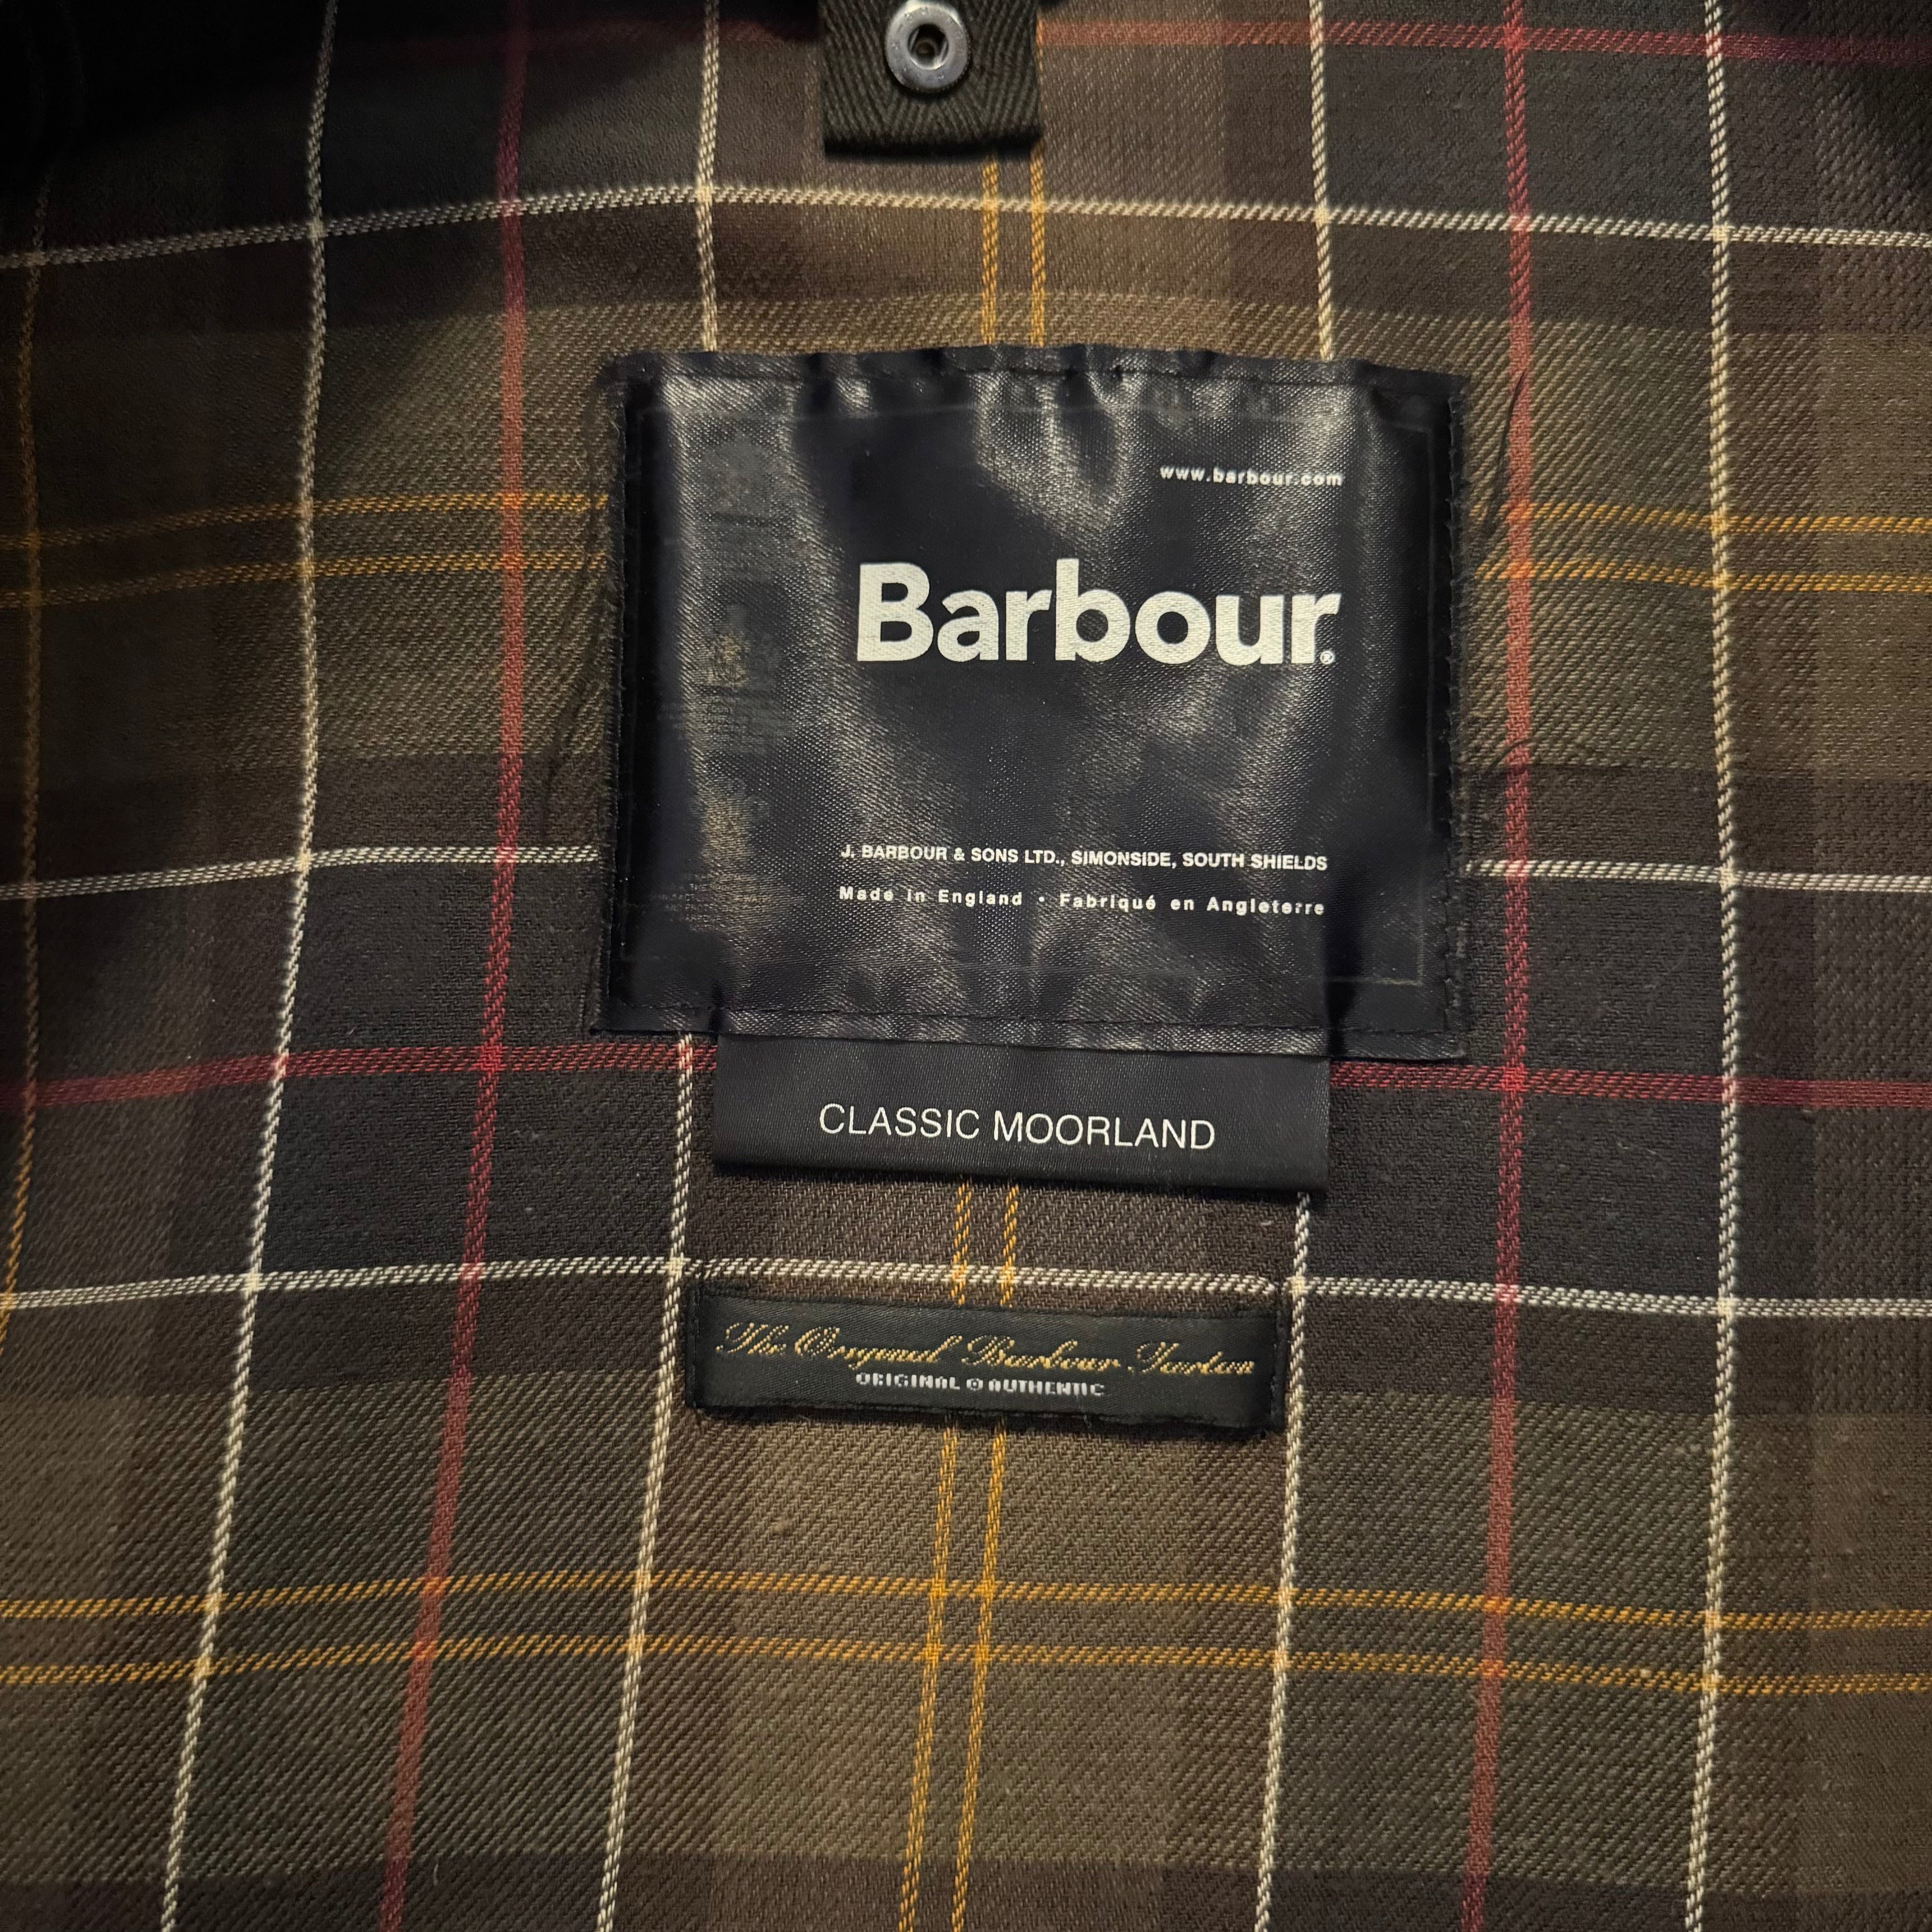 www.barbour.com
Barbour®
J. BARBOUR & SONS LTD., SIMONSIDE, SOUTH SHIELDS
Made in England • Fabriqué en Angleterre
CLASSIC MOORLAND
The Original Barbour Tartan
ORIGINAL AUTHENTIC